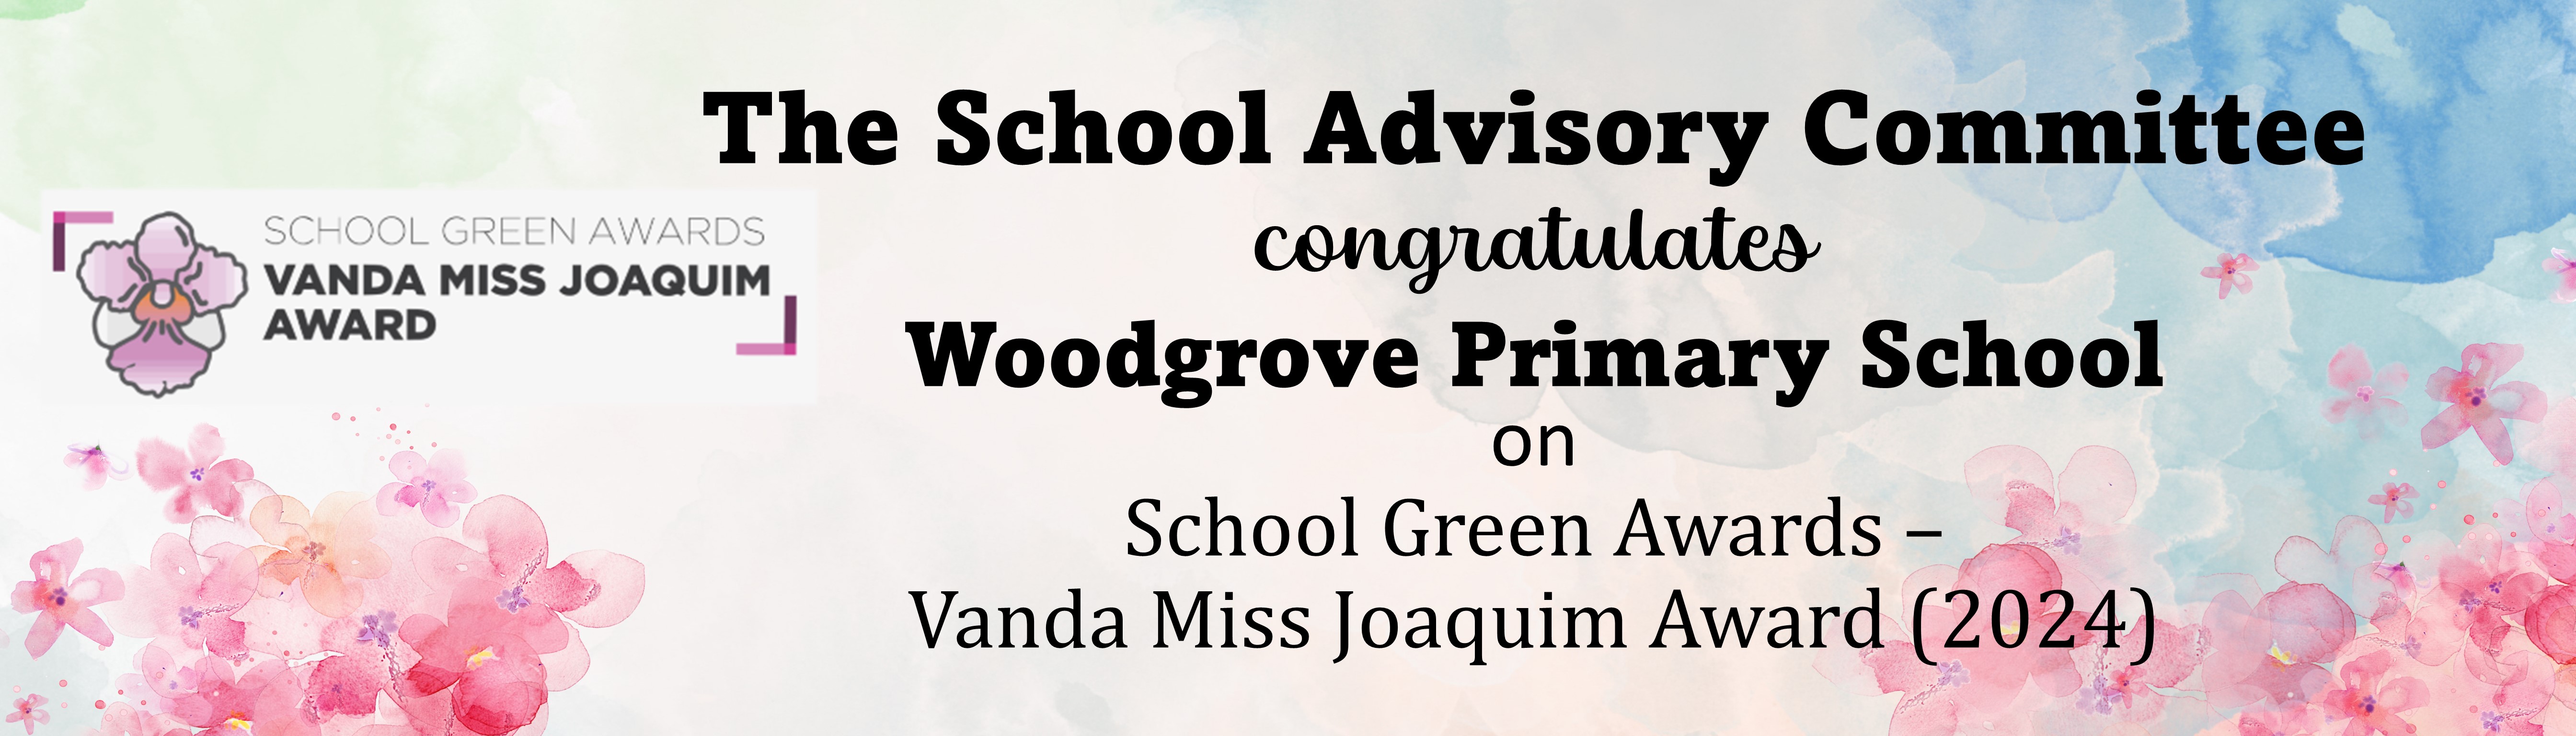 The School Advisory Committee
congratulates
Woodgrove Primary School
on
School Green Awards –
Vanda Miss Joaquim Award (2024)
SCHOOL GREEN AWARDS
VANDA MISS JOAQUIM
AWARD